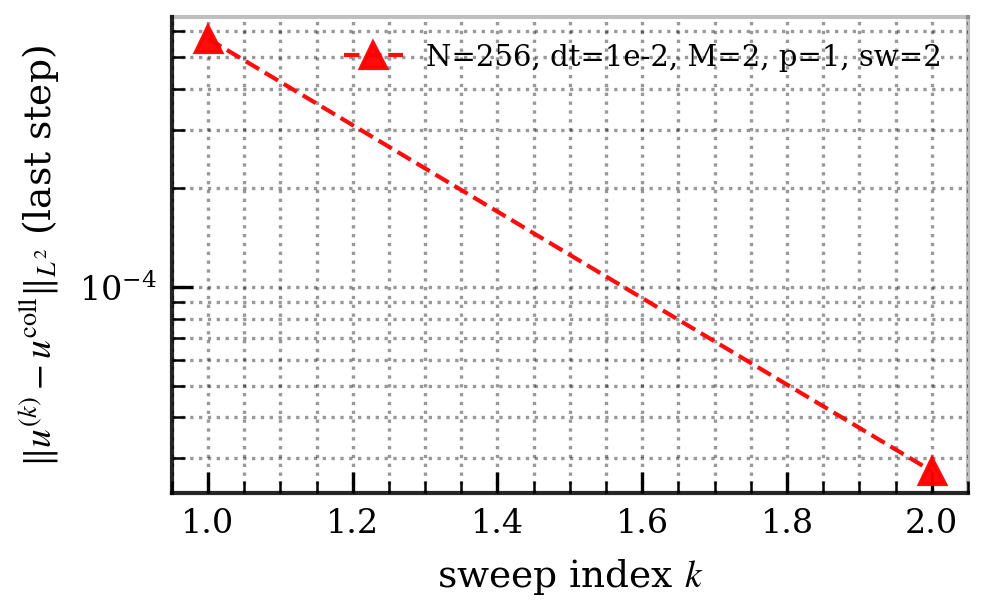 N=256, dt=1e-2, M=2, p=1, sw=2
‖u^{(k)} − u^{coll}‖_{L^2} (last step)
10^{−4}
1.0 1.2 1.4 1.6 1.8 2.0
sweep index k